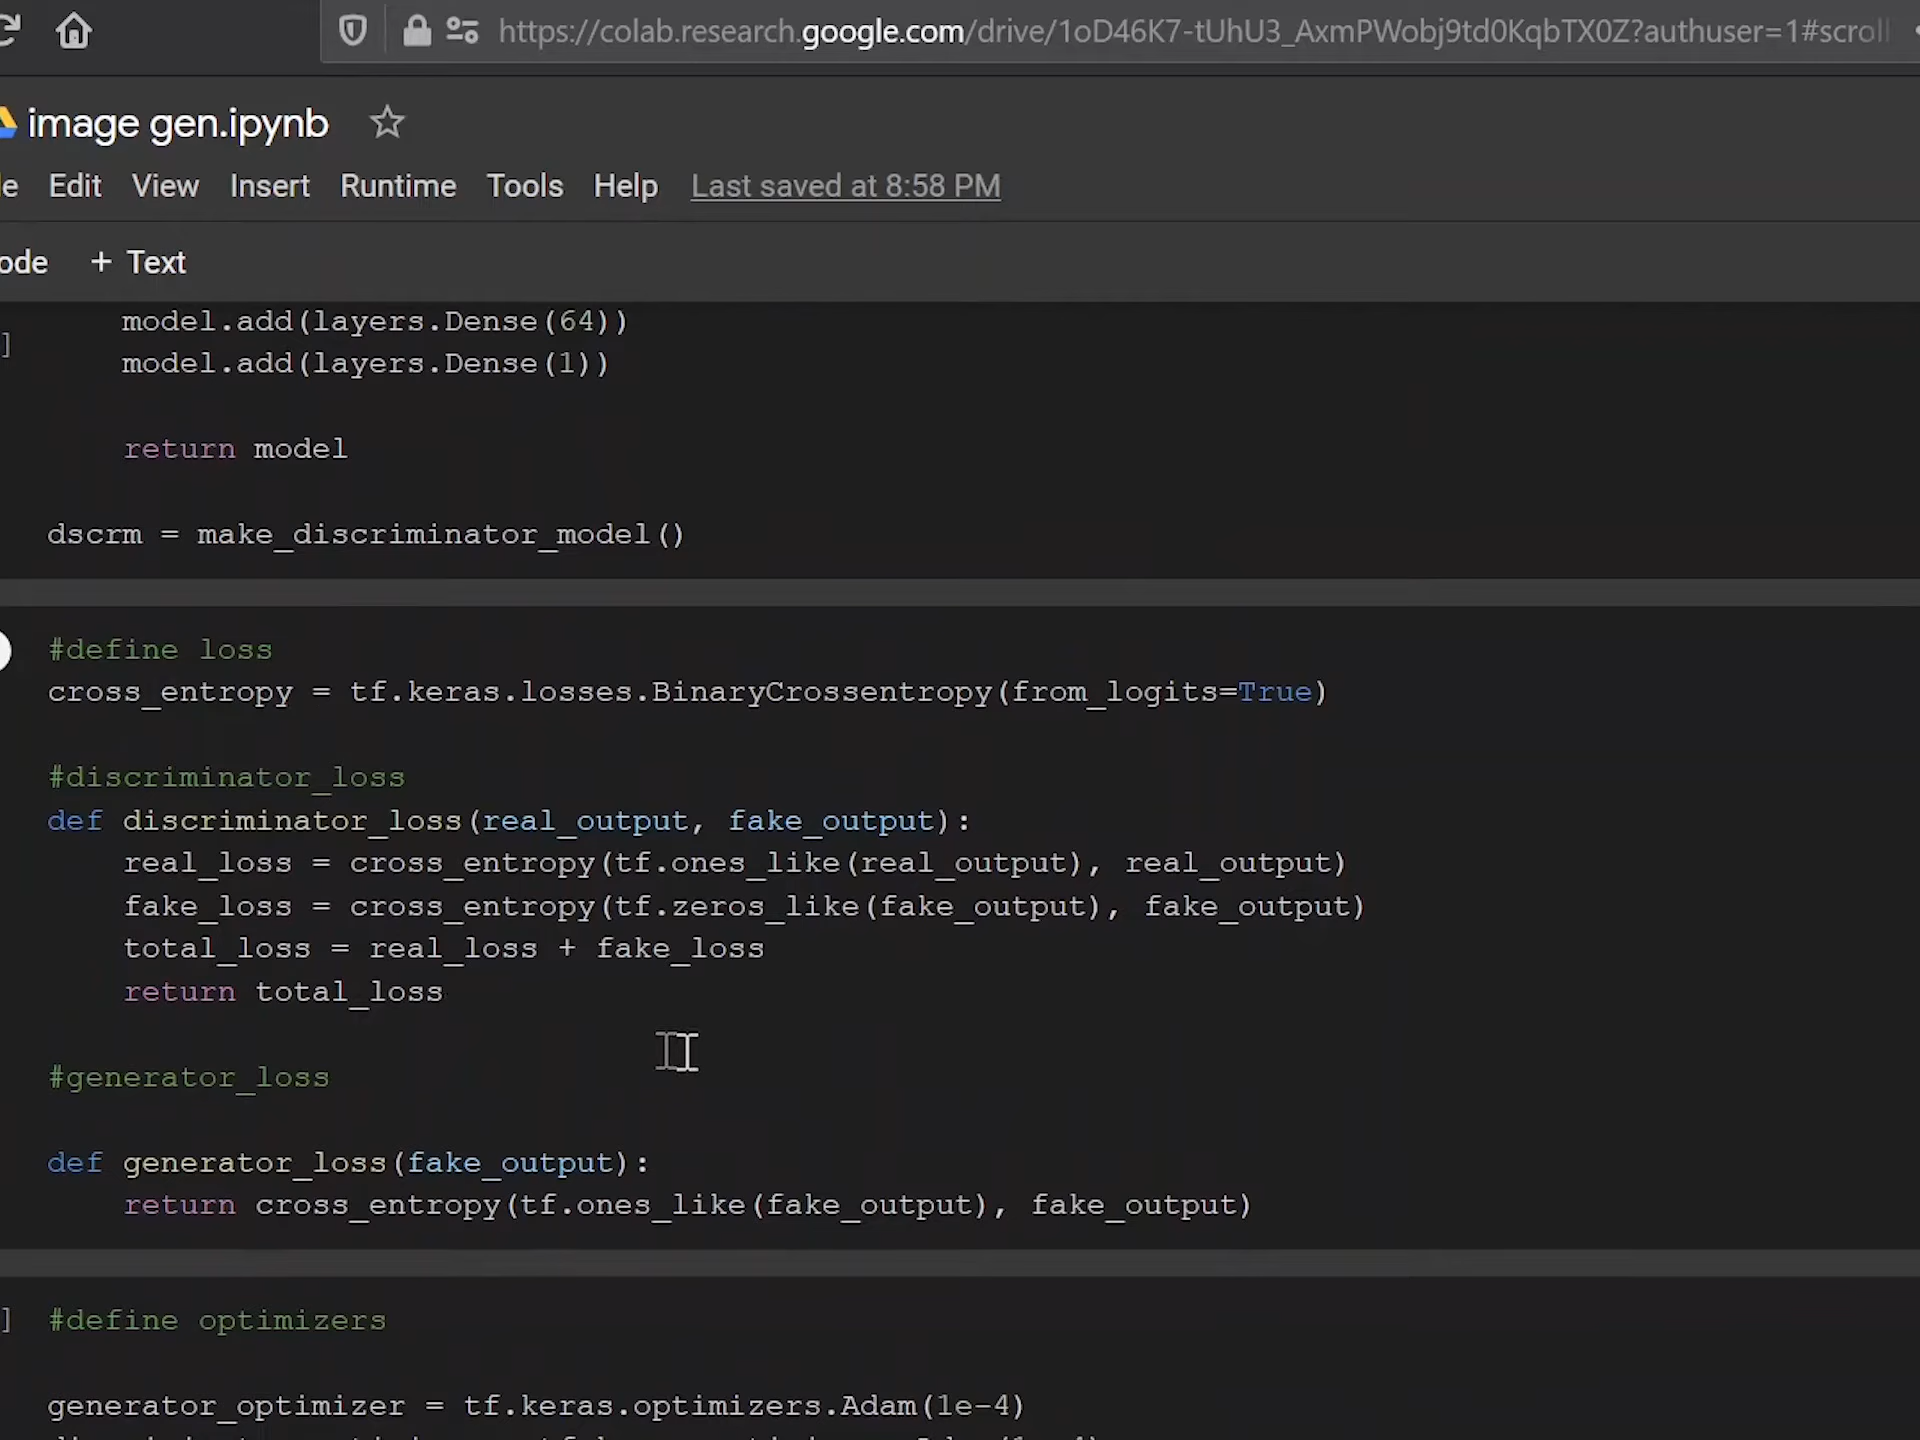 https://colab.research.google.com/drive/1oD46K7-tUhU3_AxmPWobj9td0KqbTX0Z?authuser=1#scroll
image gen.ipynb
Edit View Insert Runtime Tools Help Last saved at 8:58 PM
+ Text
model.add(layers.Dense(64))
model.add(layers.Dense(1))
return model
dscrm = make_discriminator_model()
#define loss
cross_entropy = tf.keras.losses.BinaryCrossentropy(from_logits=True)
#discriminator_loss
def discriminator_loss(real_output, fake_output):
real_loss = cross_entropy(tf.ones_like(real_output), real_output)
fake_loss = cross_entropy(tf.zeros_like(fake_output), fake_output)
total_loss = real_loss + fake_loss
return total_loss
#generator_loss
def generator_loss(fake_output):
return cross_entropy(tf.ones_like(fake_output), fake_output)
] #define optimizers
generator_optimizer = tf.keras.optimizers.Adam(1e-4)